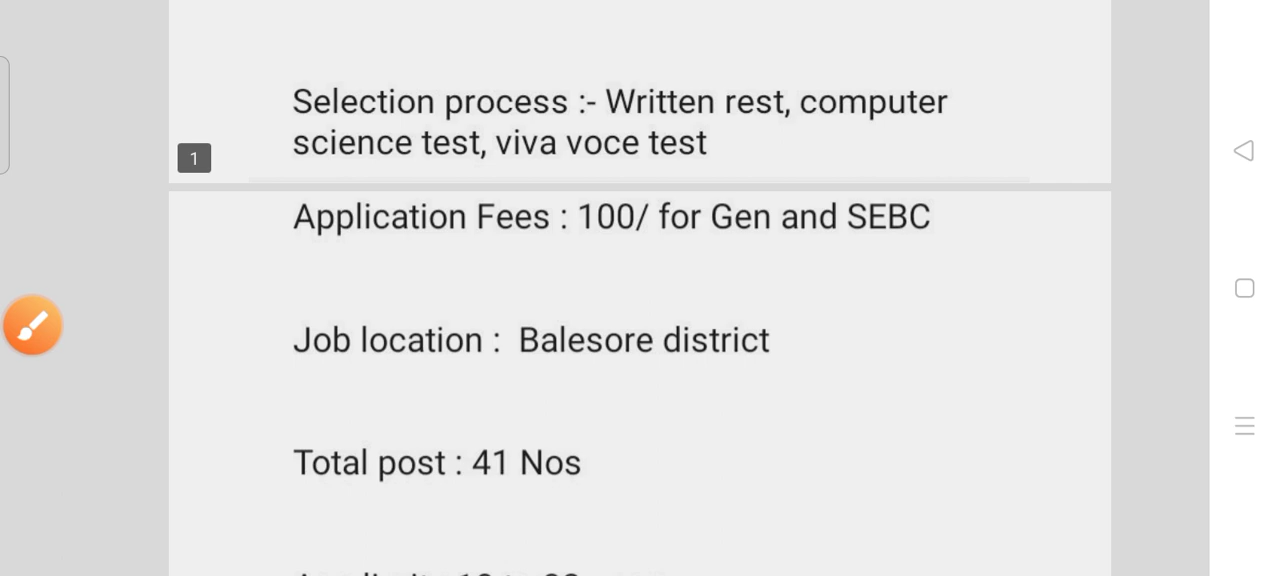 Selection process :- Written rest, computer
science test, viva voce test
1
Application Fees : 100/ for Gen and SEBC
Job location :  Balesore district
Total post : 41 Nos